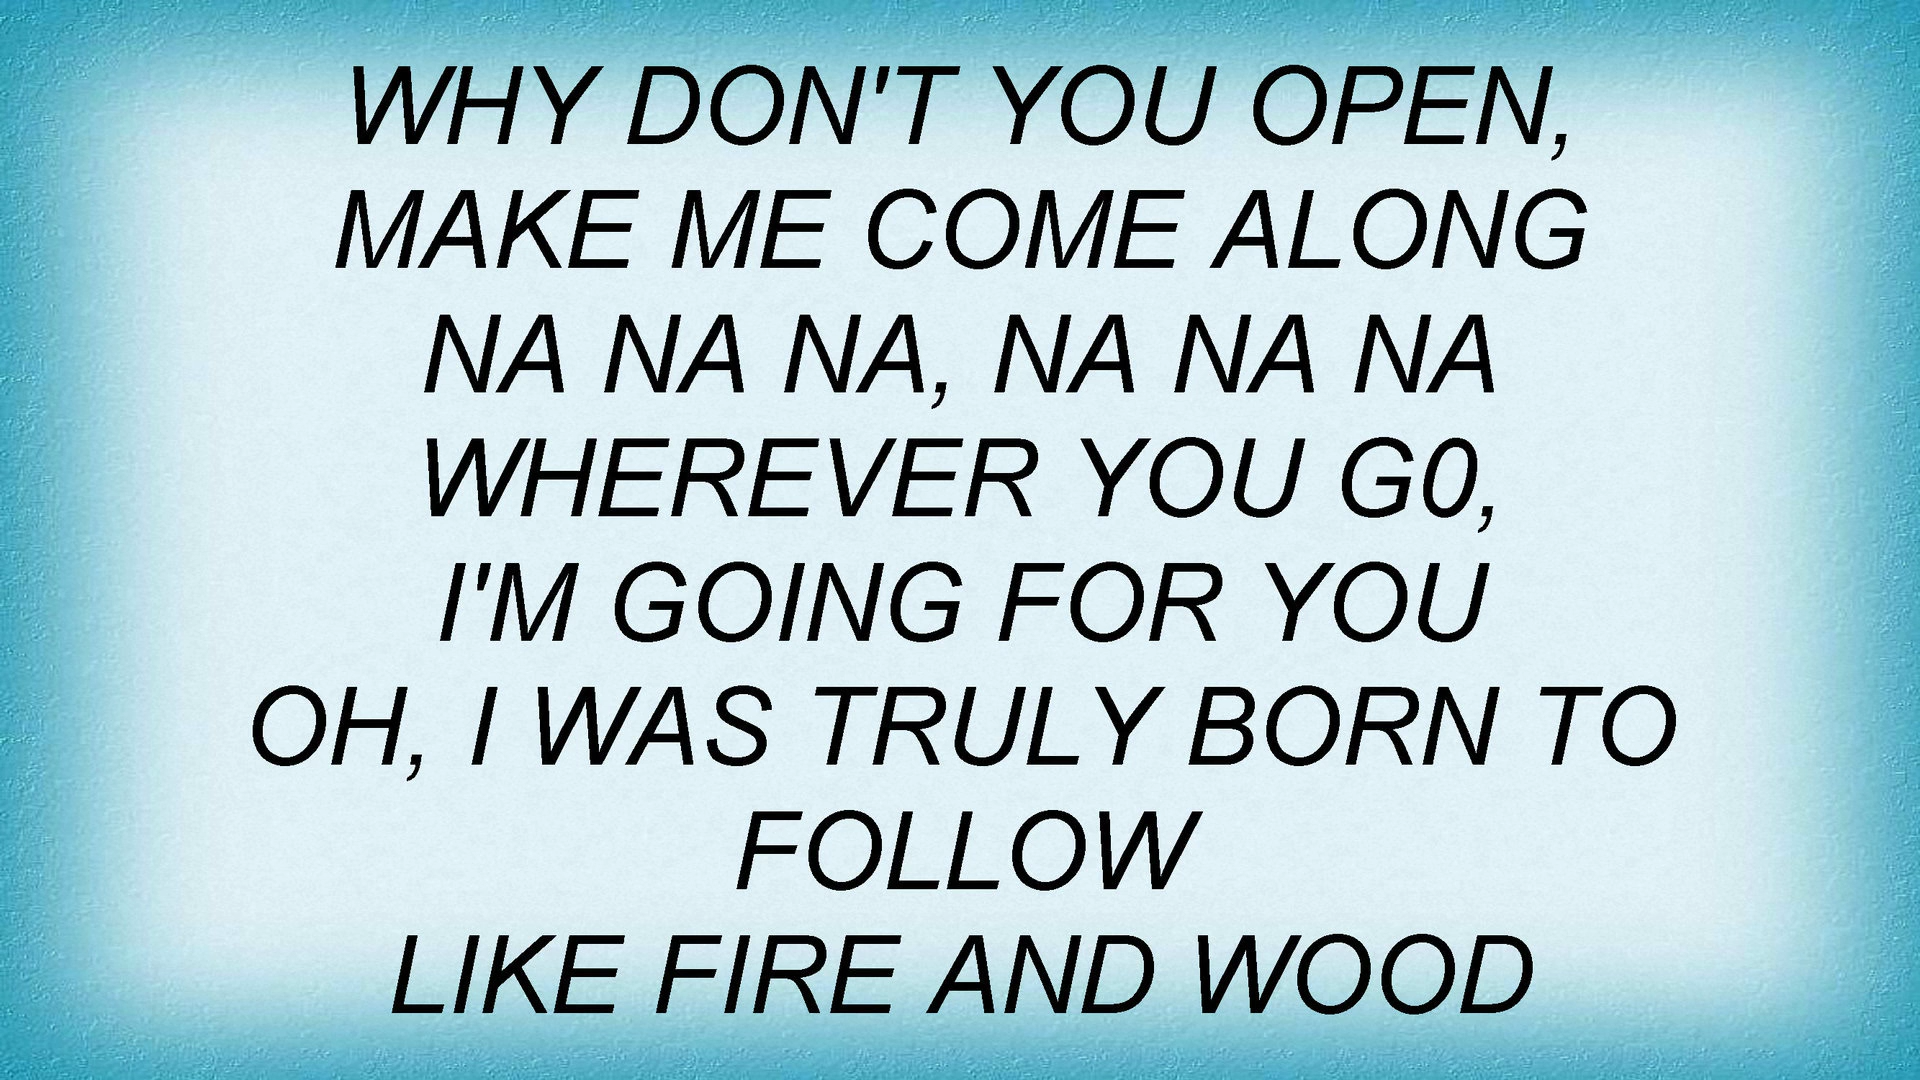 WHY DON'T YOU OPEN,
MAKE ME COME ALONG
NA NA NA, NA NA NA
WHEREVER YOU G0,
I'M GOING FOR YOU
OH, I WAS TRULY BORN TO
FOLLOW
LIKE FIRE AND WOOD